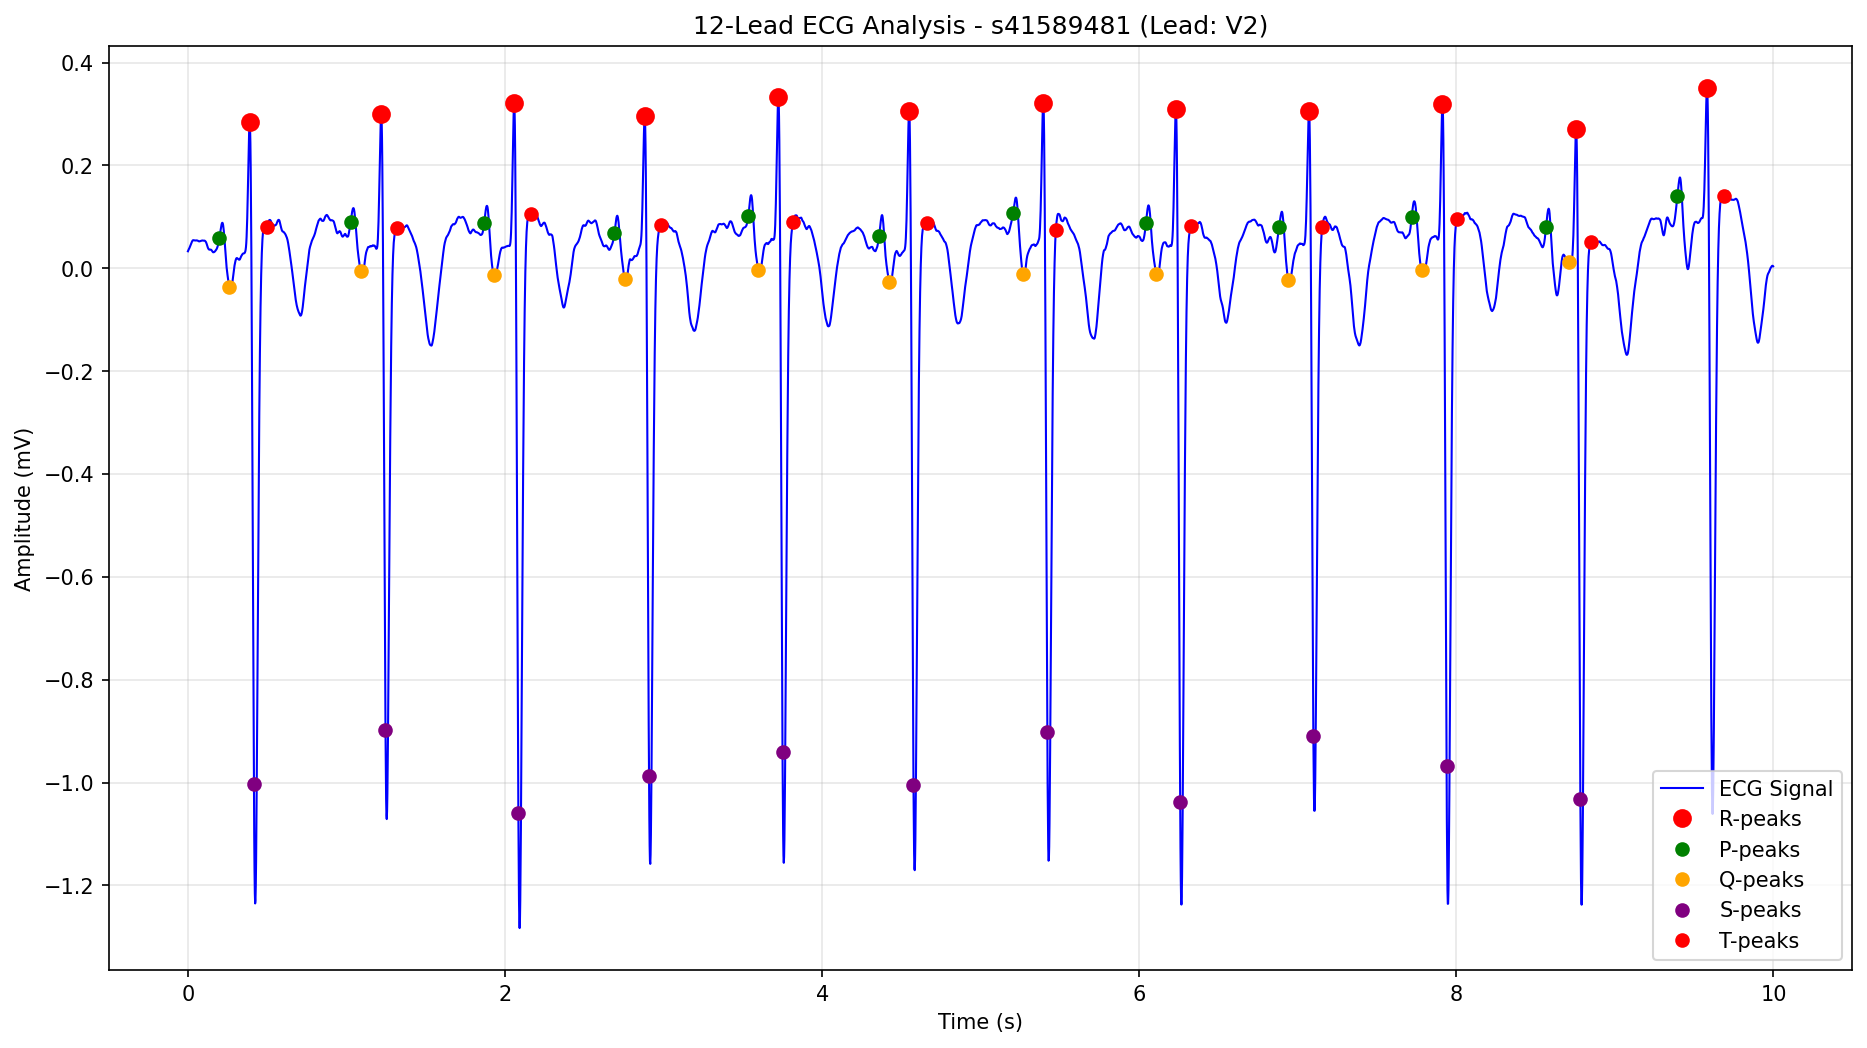 12-Lead ECG Analysis - s41589481 (Lead: V2)
Amplitude (mV)
0.4
0.2
0.0
−0.2
−0.4
−0.6
−0.8
−1.0
−1.2
ECG Signal
R-peaks
P-peaks
Q-peaks
S-peaks
T-peaks
0 2 4 6 8 10
Time (s)